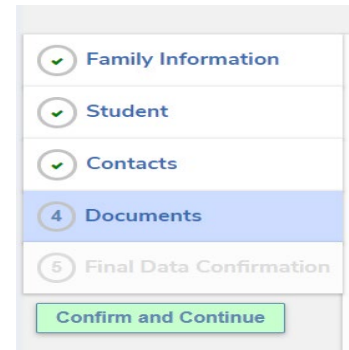 Family Information
Student
Contacts
4 Documents
5 Final Data Confirmation
Confirm and Continue